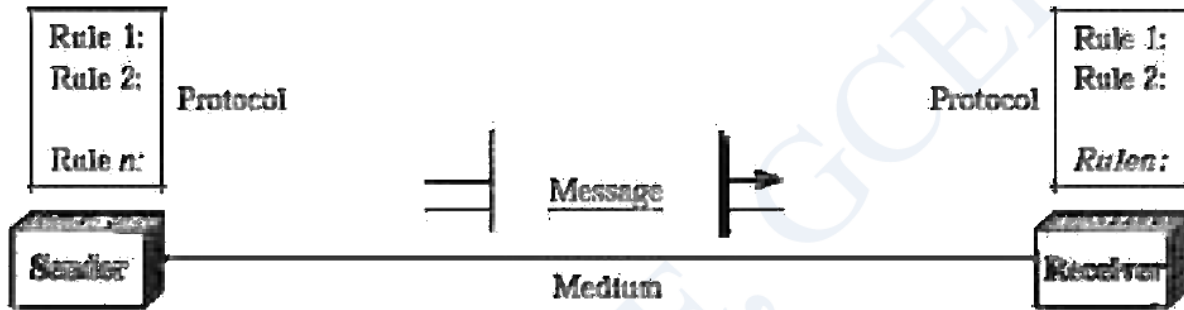 Rule 1:
Rule 2:
Protocol
Rule n:
Rule 1:
Rule 2:
Protocol
Rulen:
Message
Sender
Medium
Receiver